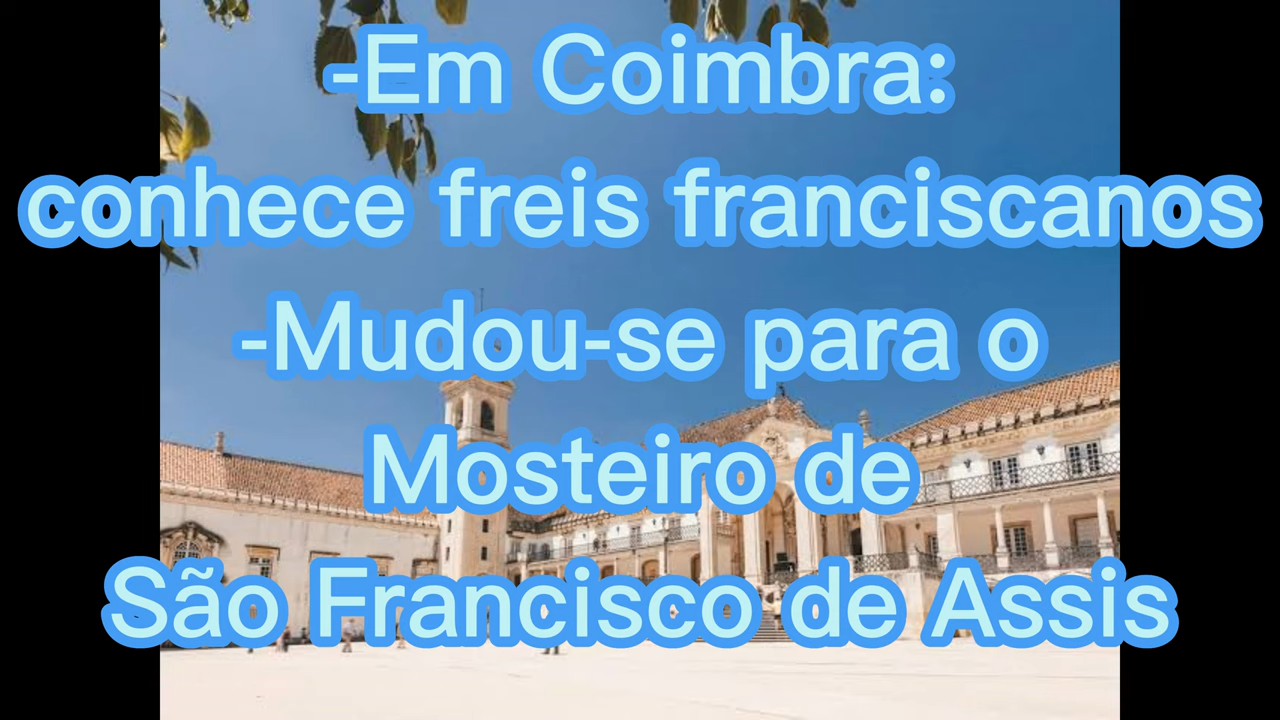 -Em Coimbra:
conhece freis franciscanos
-Mudou-se para o
Mosteiro de
São Francisco de Assis